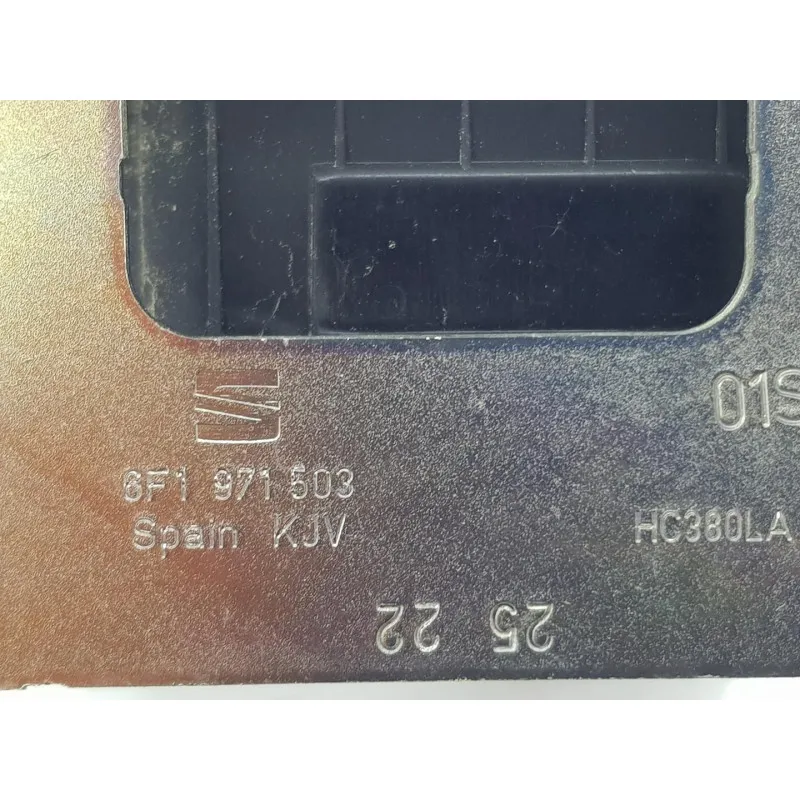 01S
6F1 971 503
Spain KJV
HC380LA
25 22